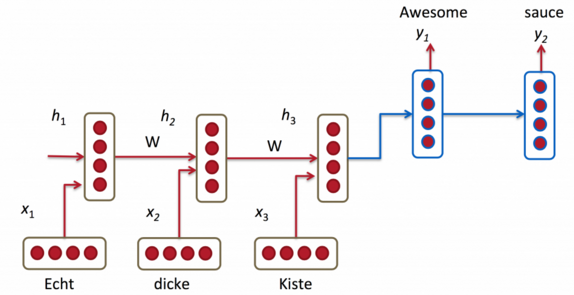 Awesome sauce
y1 y2
h1 h2 h3
W W
x1 x2 x3
Echt dicke Kiste